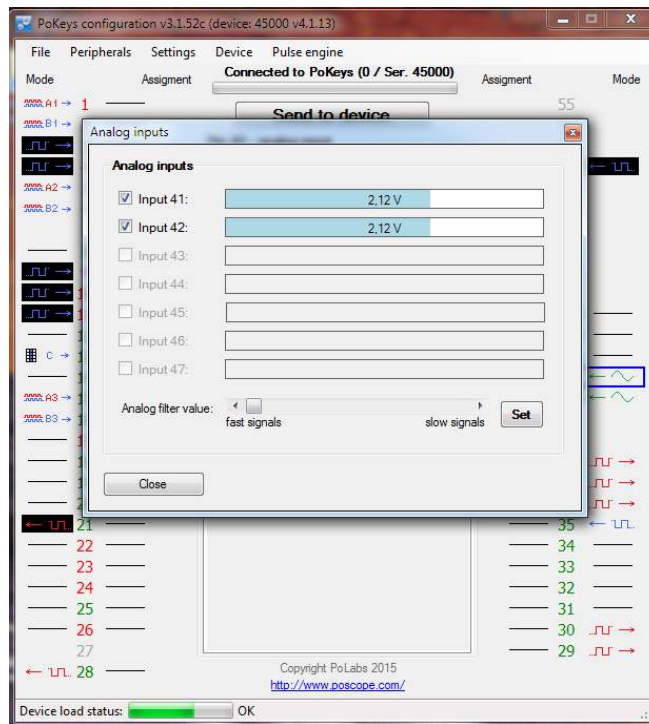 PoKeys configuration v3.1.52c (device: 45000 v4.1.13)
File Peripherals Settings Device Pulse engine
Mode Assigment Connected to PoKeys (0 / Ser. 45000) Assigment Mode
A1 1 55
Send to device
B1
Analog inputs
Analog inputs
A2
B2
Input 41: 2,12 V
Input 42: 2,12 V
Input 43:
Input 44:
Input 45:
Input 46:
Input 47:
C
A3
B3
Analog filter value: fast signals slow signals Set
Close
21 35
22 34
23 33
24 32
25 31
26 30
27 29
28
Copyright PoLabs 2015
http://www.poscope.com/
Device load status: OK